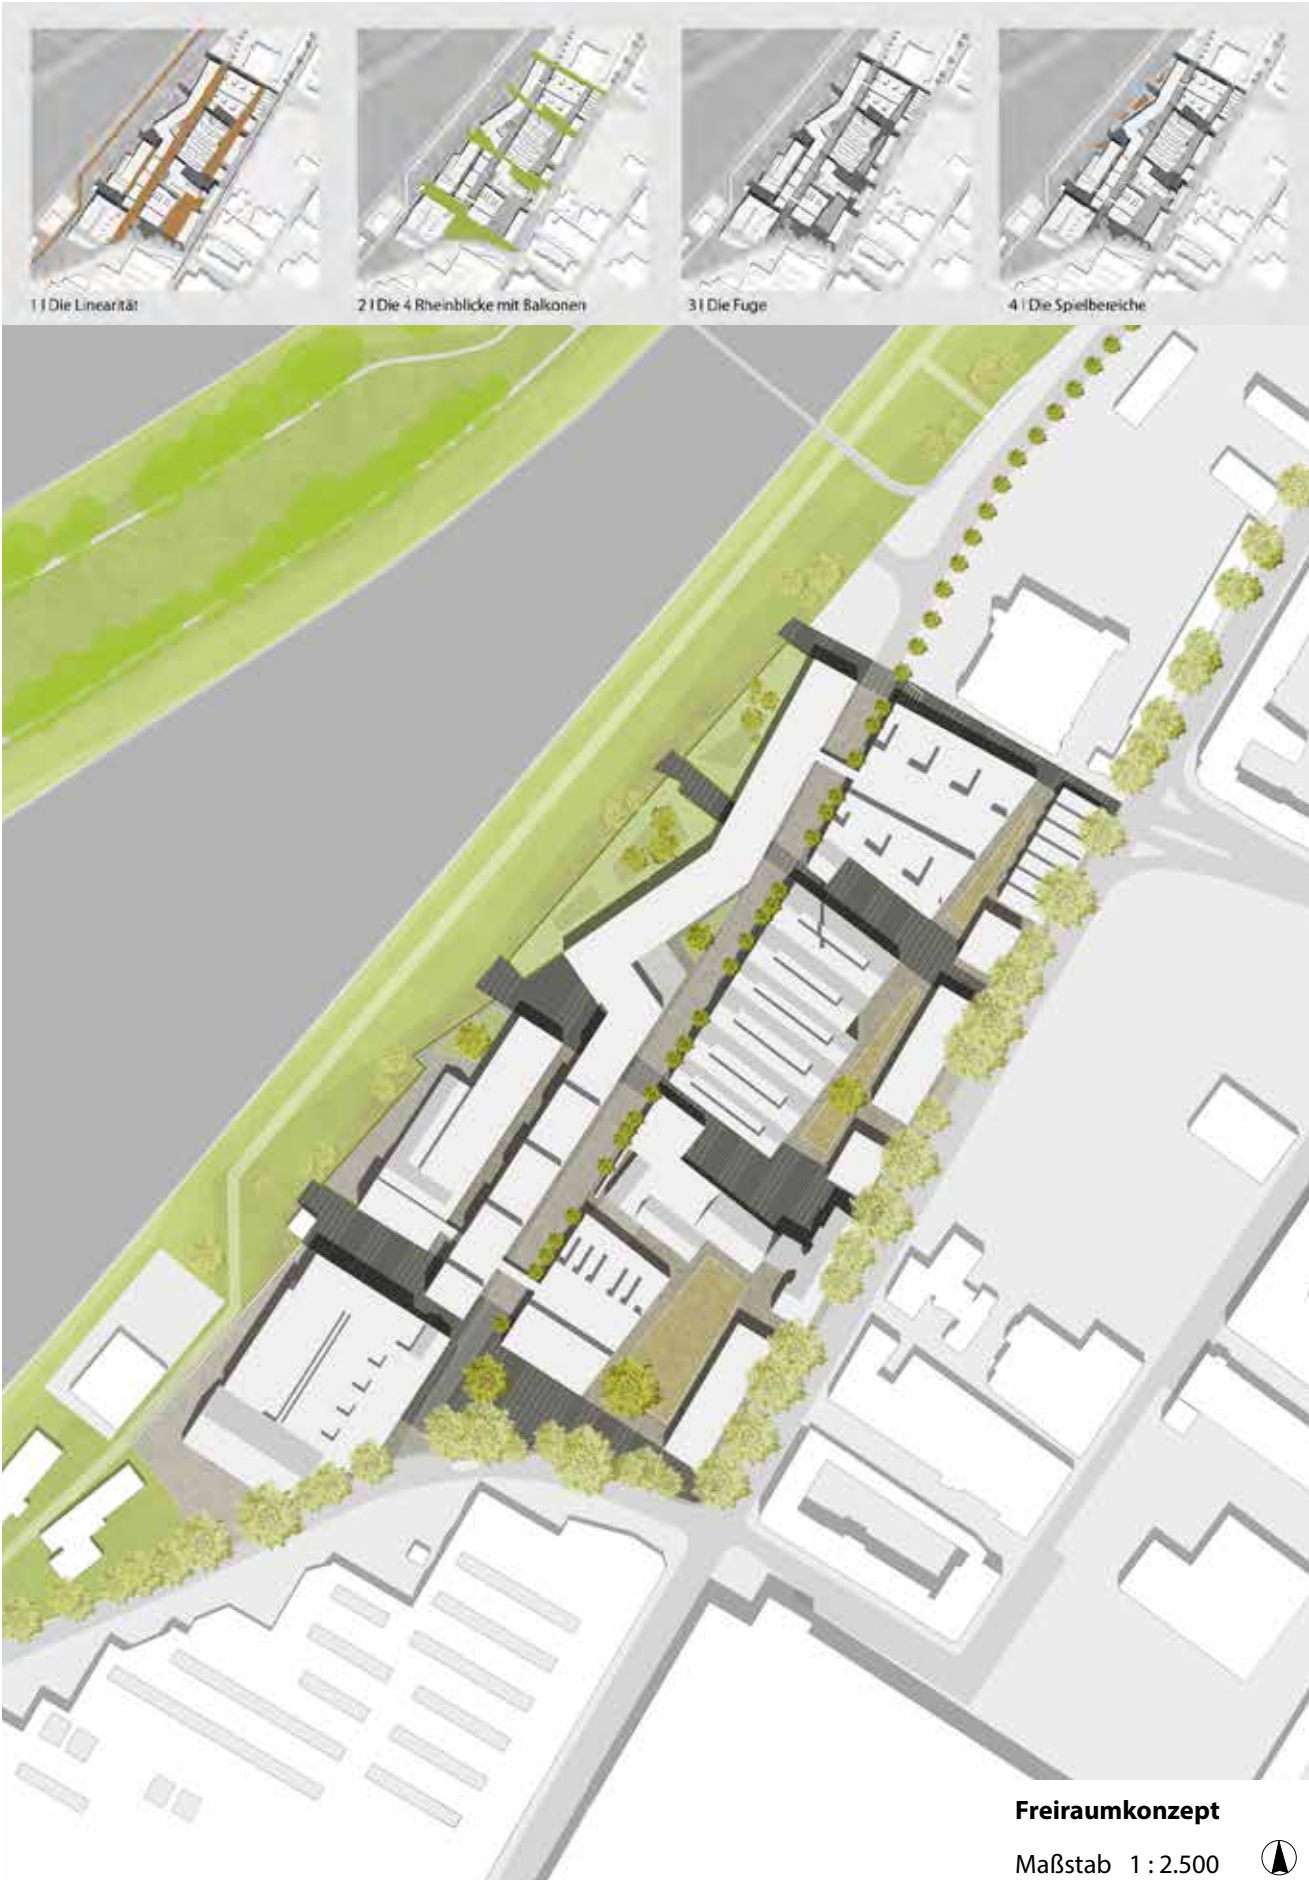 1 I Die Linearität
2 I Die 4 Rheinblicke mit Balkonen
3 I Die Fuge
4 I Die Spielbereiche
Freiraumkonzept
Maßstab 1 : 2.500